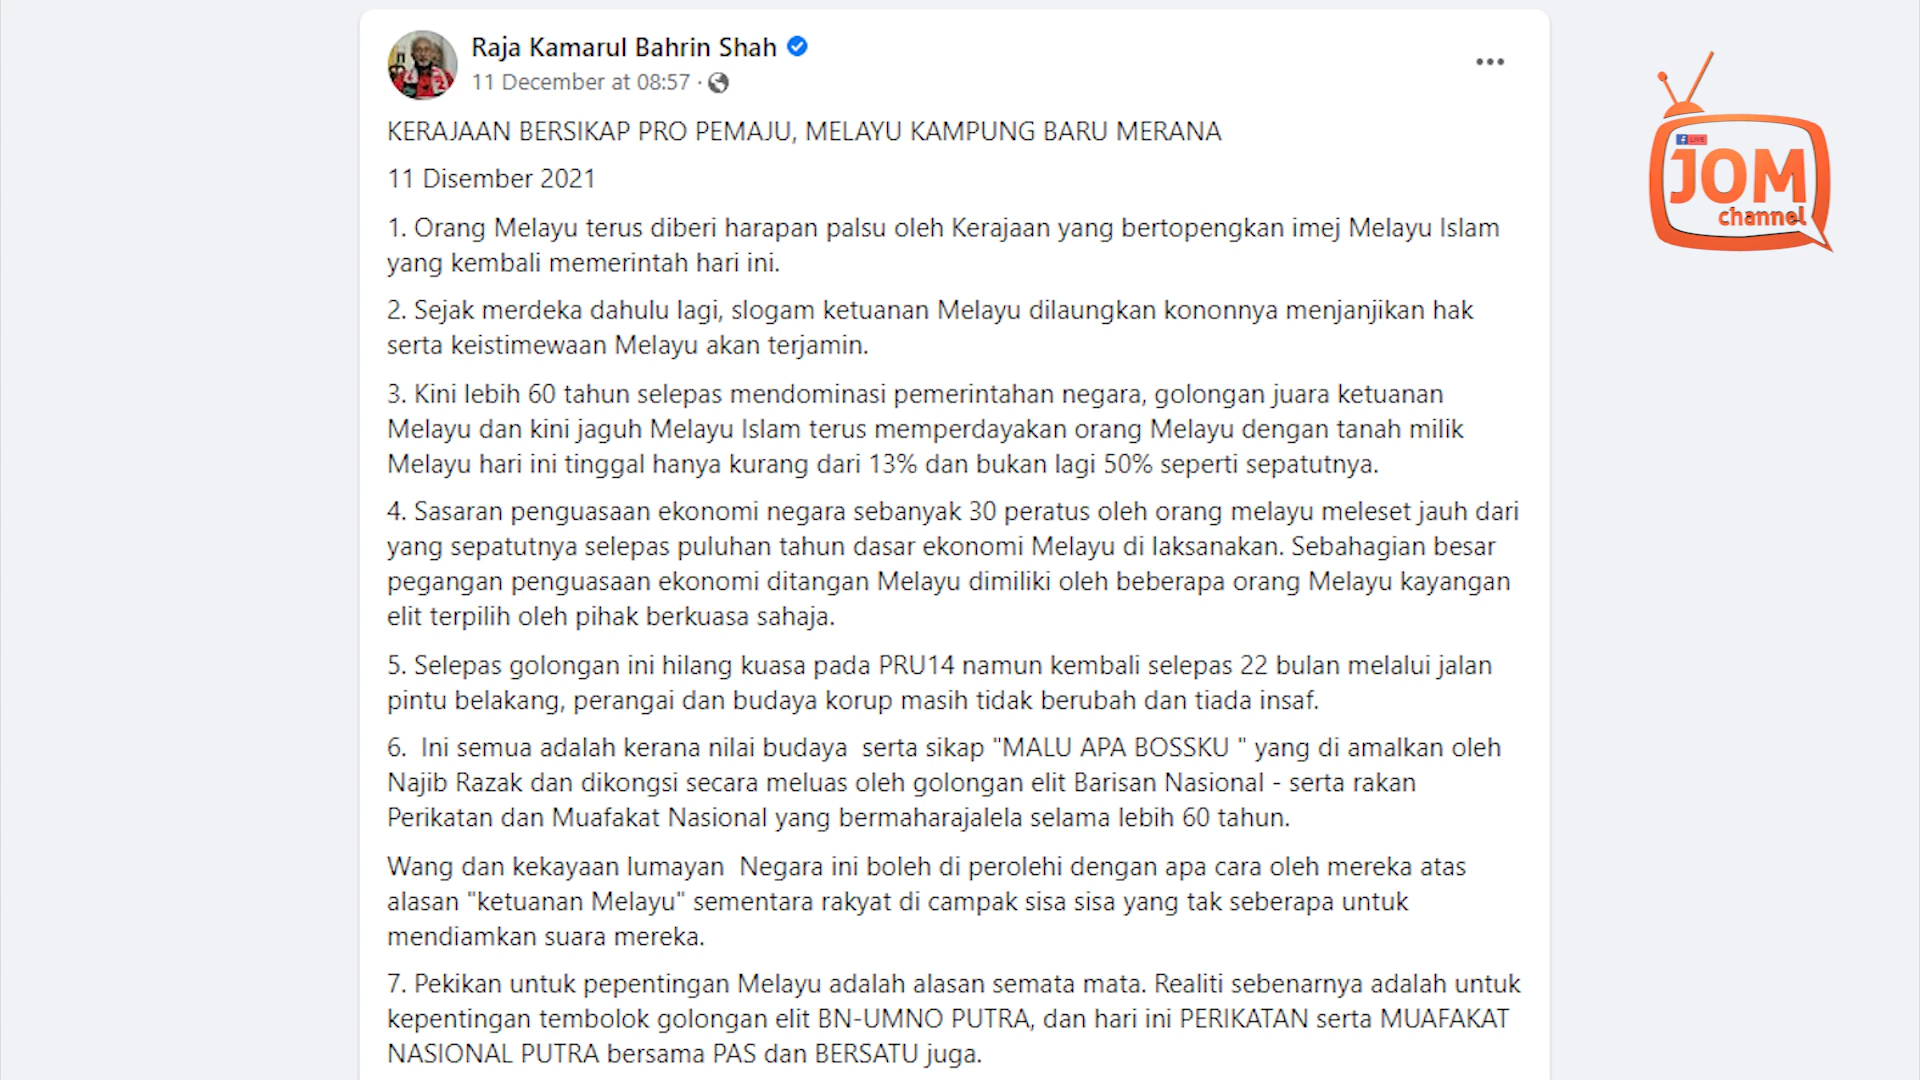 Raja Kamarul Bahrin Shah
11 December at 08:57 ·
KERAJAAN BERSIKAP PRO PEMAJU, MELAYU KAMPUNG BARU MERANA
11 Disember 2021
1. Orang Melayu terus diberi harapan palsu oleh Kerajaan yang bertopengkan imej Melayu Islam
yang kembali memerintah hari ini.
2. Sejak merdeka dahulu lagi, slogam ketuanan Melayu dilaungkan kononnya menjanjikan hak
serta keistimewaan Melayu akan terjamin.
3. Kini lebih 60 tahun selepas mendominasi pemerintahan negara, golongan juara ketuanan
Melayu dan kini jaguh Melayu Islam terus memperdayakan orang Melayu dengan tanah milik
Melayu hari ini tinggal hanya kurang dari 13% dan bukan lagi 50% seperti sepatutnya.
4. Sasaran penguasaan ekonomi negara sebanyak 30 peratus oleh orang melayu meleset jauh dari
yang sepatutnya selepas puluhan tahun dasar ekonomi Melayu di laksanakan. Sebahagian besar
pegangan penguasaan ekonomi ditangan Melayu dimiliki oleh beberapa orang Melayu kayangan
elit terpilih oleh pihak berkuasa sahaja.
5. Selepas golongan ini hilang kuasa pada PRU14 namun kembali selepas 22 bulan melalui jalan
pintu belakang, perangai dan budaya korup masih tidak berubah dan tiada insaf.
6.  Ini semua adalah kerana nilai budaya  serta sikap "MALU APA BOSSKU " yang di amalkan oleh
Najib Razak dan dikongsi secara meluas oleh golongan elit Barisan Nasional - serta rakan
Perikatan dan Muafakat Nasional yang bermaharajalela selama lebih 60 tahun.
Wang dan kekayaan lumayan  Negara ini boleh di perolehi dengan apa cara oleh mereka atas
alasan "ketuanan Melayu" sementara rakyat di campak sisa sisa yang tak seberapa untuk
mendiamkan suara mereka.
7. Pekikan untuk pepentingan Melayu adalah alasan semata mata. Realiti sebenarnya adalah untuk
kepentingan tembolok golongan elit BN-UMNO PUTRA, dan hari ini PERIKATAN serta MUAFAKAT
NASIONAL PUTRA bersama PAS dan BERSATU juga.
LIVE
JOM
channel